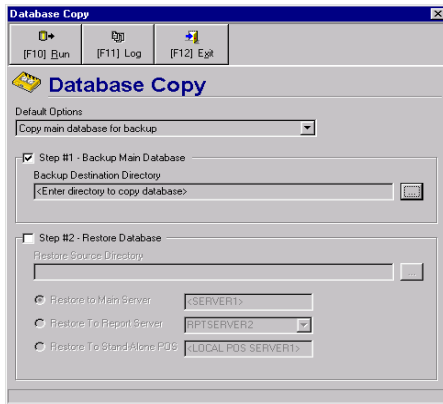 Database Copy
[F10] Run
[F11] Log
[F12] Exit
Database Copy
Default Options
Copy main database for backup
Step #1 - Backup Main Database
Backup Destination Directory
<Enter directory to copy database>
...
Step #2 - Restore Database
Restore Source Directory
...
Restore to Main Server <SERVER1>
Restore To Report Server RPTSERVER2
Restore To Stand Alone POS <LOCAL POS SERVER1>